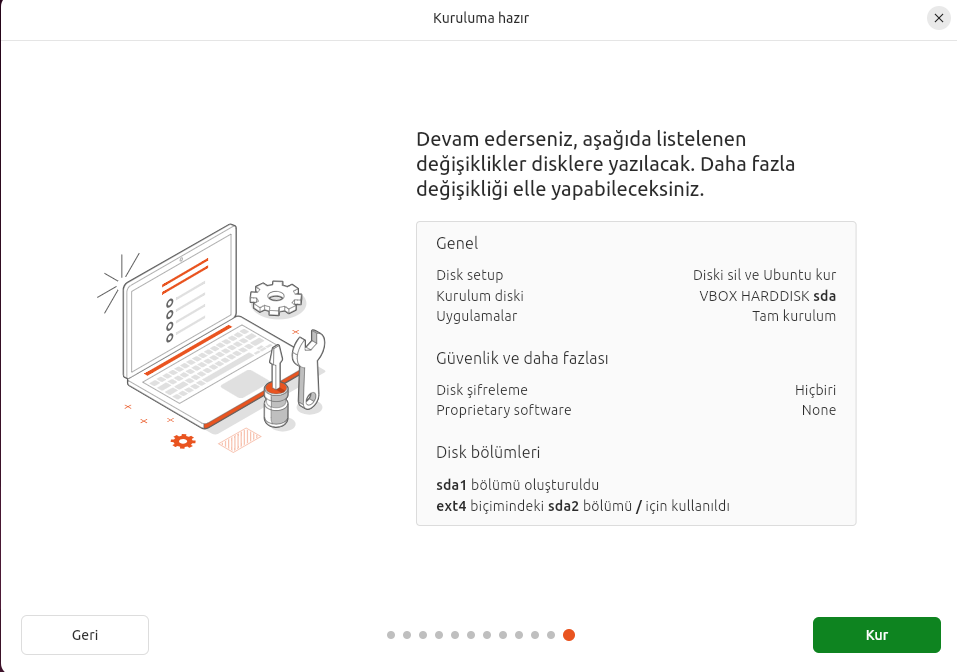 Kuruluma hazır
Devam ederseniz, aşağıda listelenen
değişiklikler disklere yazılacak. Daha fazla
değişikliği elle yapabileceksiniz.
Genel
Disk setup Diski sil ve Ubuntu kur
Kurulum diski VBOX HARDDISK sda
Uygulamalar Tam kurulum
Güvenlik ve daha fazlası
Disk şifreleme Hiçbiri
Proprietary software None
Disk bölümleri
sda1 bölümü oluşturuldu
ext4 biçimindeki sda2 bölümü / için kullanıldı
Geri
Kur